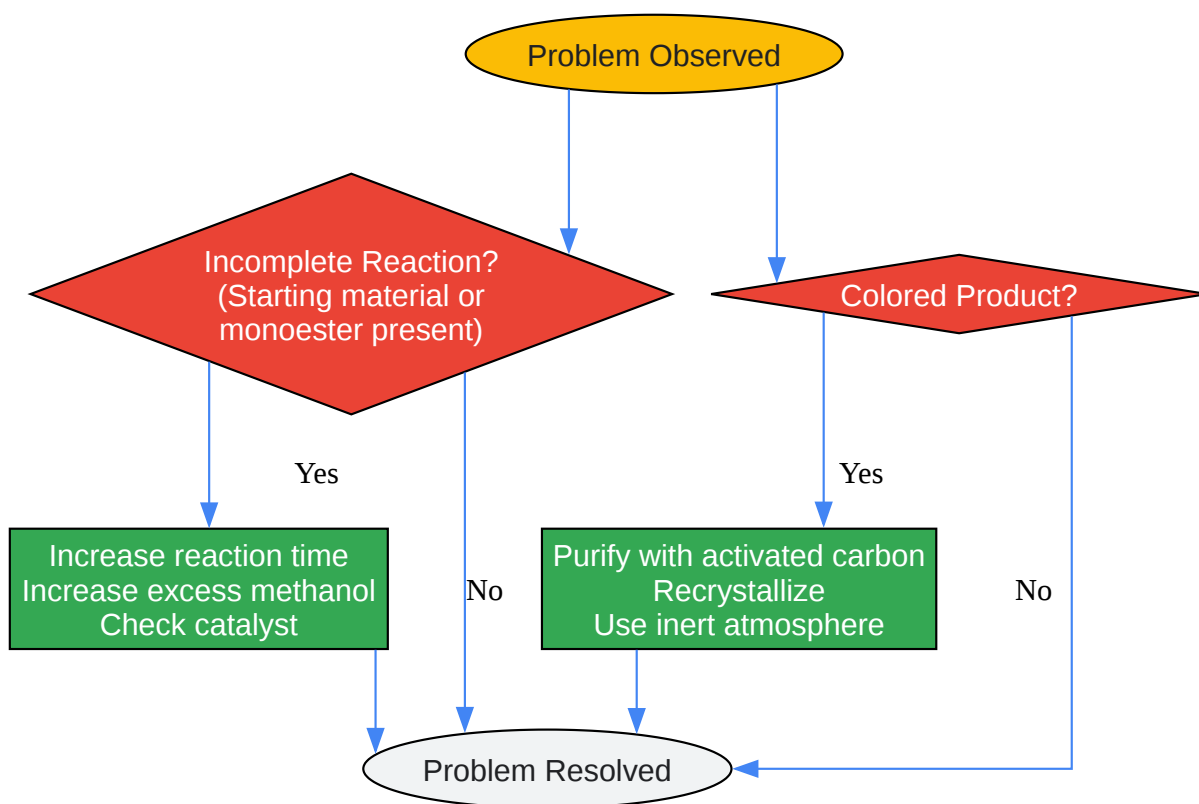 Problem Observed
Incomplete Reaction?
(Starting material or
monoester present)
Colored Product?
Yes
Yes
Increase reaction time
Increase excess methanol
Check catalyst
No
Purify with activated carbon
Recrystallize
Use inert atmosphere
No
Problem Resolved